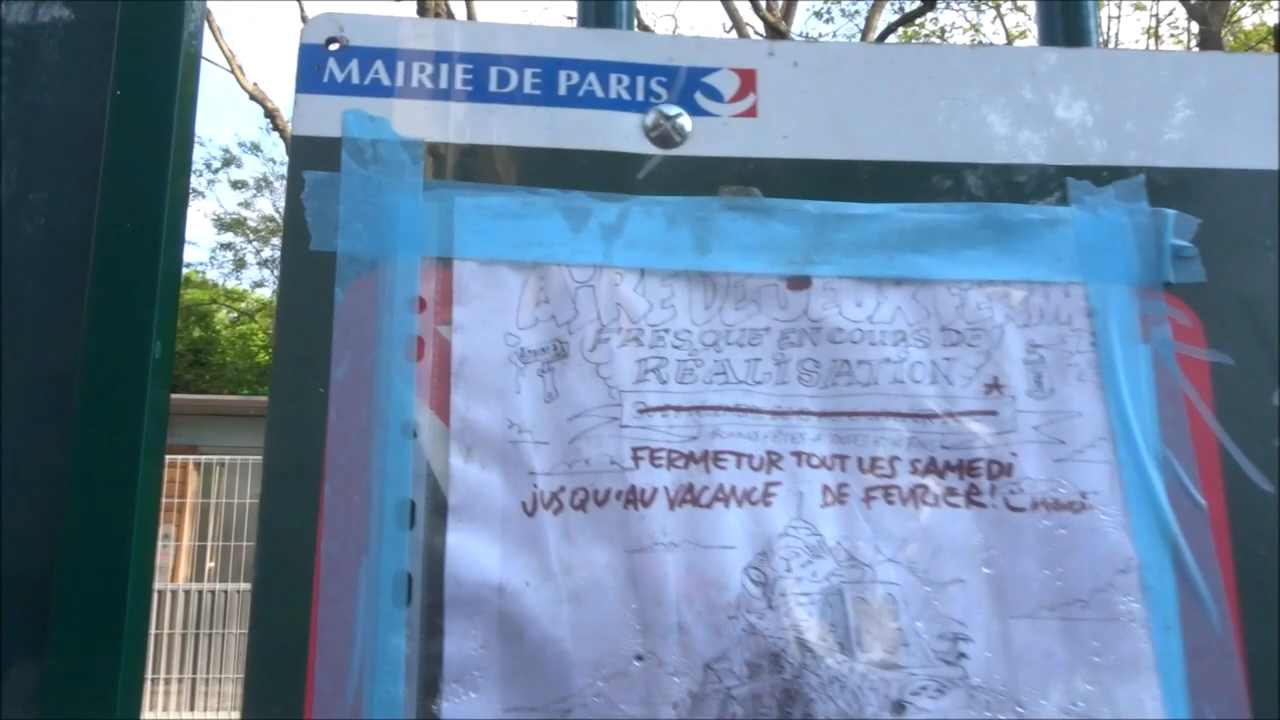 MAIRIE DE PARIS
AIRE DE JEUX FERM
FRESQUE EN COURS DE
RÉALISATION *
FERMETUR TOUT LES SAMEDI
JUSQU'AU VACANCE DE FEVRIER!